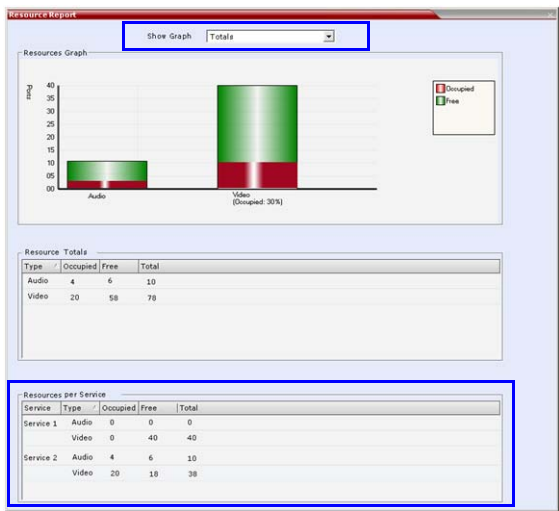 Resource Report
Show Graph Totals
Resources Graph
Ports
40
35
30
25
20
15
10
05
00
Audio
Video
(Occupied: 30%)
Occupied
Free
Resource Totals
Type Occupied Free Total
Audio 4 6 10
Video 20 58 78
Resources per Service
Service Type Occupied Free Total
Service 1 Audio 0 0 0
Video 0 40 40
Service 2 Audio 4 6 10
Video 20 18 38